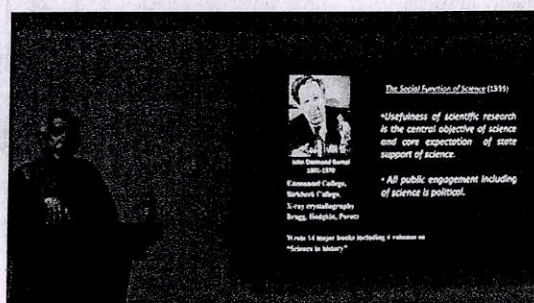 John Desmond Bernal
1901-1970
Emmanuel College,
Birkbeck College,
X-ray crystallography
Bragg, Hodgkin, Perutz
Wrote 14 major books including 4 volumes on
"Science in history"
The Social Function of Science (1939)
•Usefulness of scientific research
is the central objective of science
and core expectation of state
support of science.
• All public engagement including
of science is political.